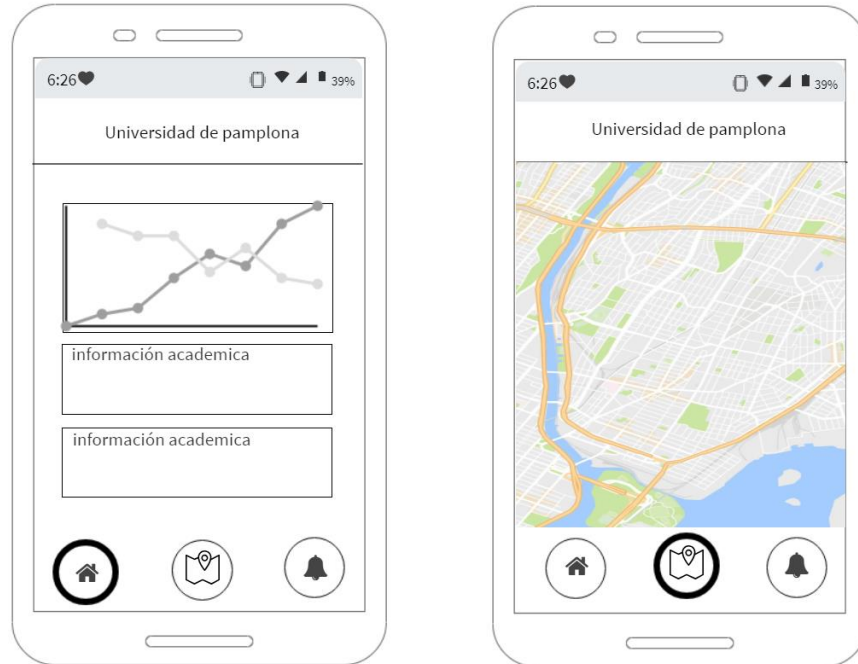 6:26
39%
Universidad de pamplona
información academica
información academica
6:26
39%
Universidad de pamplona